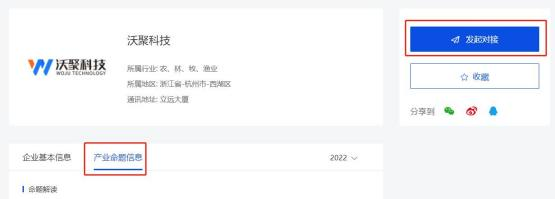 沃聚科技
WOJU TECHNOLOGY
沃聚科技
所属行业: 农、林、牧、渔业
所属地区: 浙江省-杭州市-西湖区
通讯地址: 立远大厦
发起对接
收藏
分享到
企业基本信息
产业命题信息
2022
命题解读